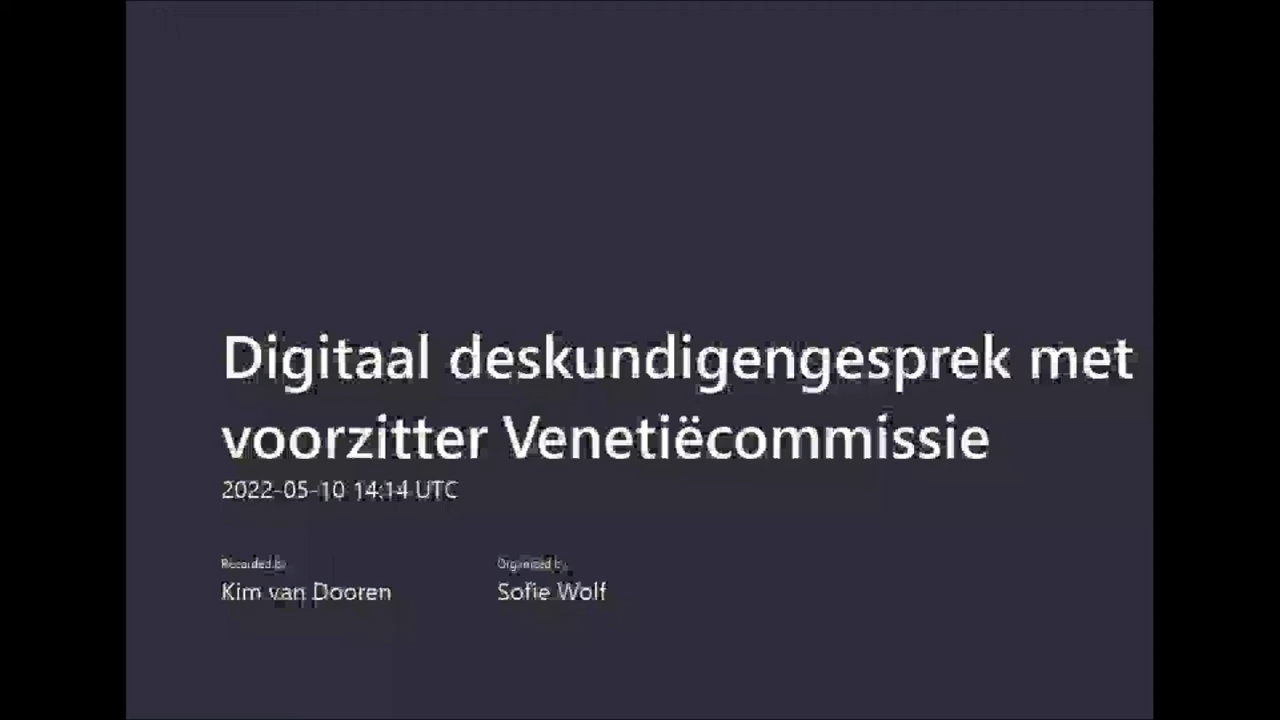 Digitaal deskundigengesprek met
voorzitter Venetiëcommissie
2022-05-10 14:14 UTC
Recorded by
Organized by
Kim van Dooren
Sofie Wolf